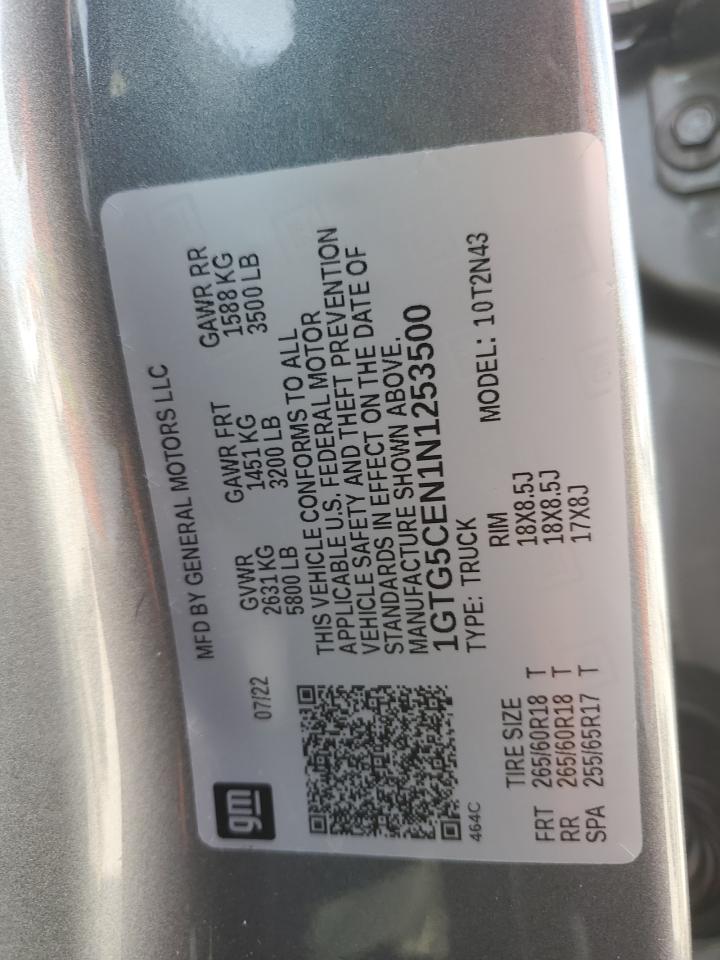 gm
MFD BY GENERAL MOTORS LLC
07/22
GVWR GAWR FRT GAWR RR
2631 KG 1451 KG 1588 KG
5800 LB 3200 LB 3500 LB
THIS VEHICLE CONFORMS TO ALL
APPLICABLE U.S. FEDERAL MOTOR
VEHICLE SAFETY AND THEFT PREVENTION
STANDARDS IN EFFECT ON THE DATE OF
MANUFACTURE SHOWN ABOVE.
1GTG5CEN1N1253500
464C
TYPE: TRUCK MODEL: 10T2N43
TIRE SIZE RIM
FRT 265/60R18 T 18X8.5J
RR 265/60R18 T 18X8.5J
SPA 255/65R17 T 17X8J